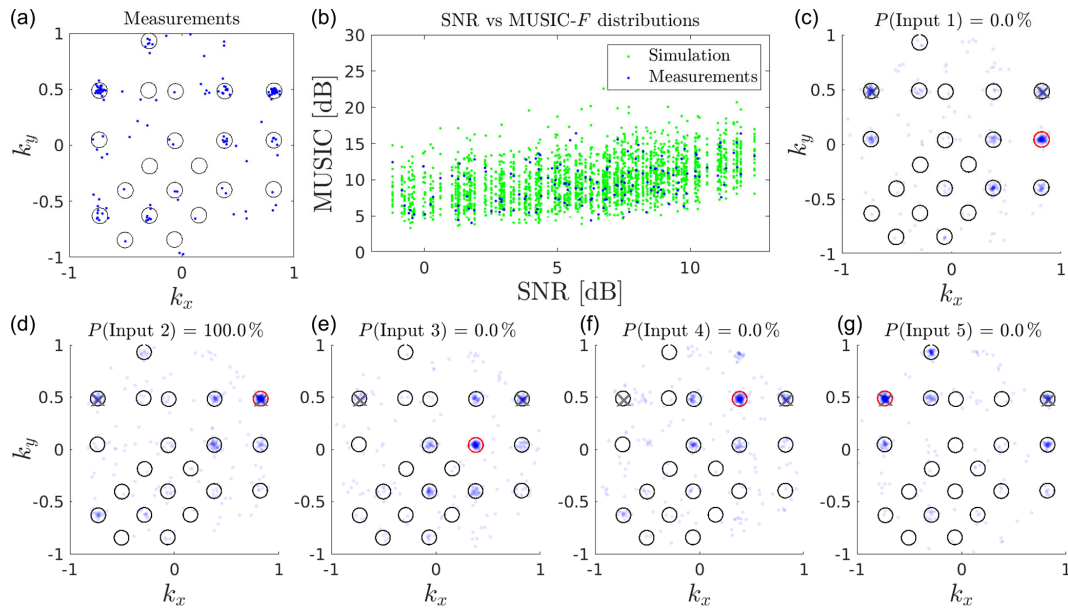 (a)
Measurements
1
0.5
0
-0.5
-1
-1
0
1
k_y
k_x
(b)
SNR vs MUSIC-F distributions
30
25
20
15
10
5
0
0
5
10
MUSIC [dB]
SNR [dB]
Simulation
Measurements
(c)
P(Input 1) = 0.0 %
1
0.5
0
-0.5
-1
-1
0
1
k_y
k_x
(d)
P(Input 2) = 100.0 %
1
0.5
0
-0.5
-1
-1
0
1
k_y
k_x
(e)
P(Input 3) = 0.0 %
1
0.5
0
-0.5
-1
-1
0
1
k_x
(f)
P(Input 4) = 0.0 %
1
0.5
0
-0.5
-1
-1
0
1
k_x
(g)
P(Input 5) = 0.0 %
1
0.5
0
-0.5
-1
-1
0
1
k_x